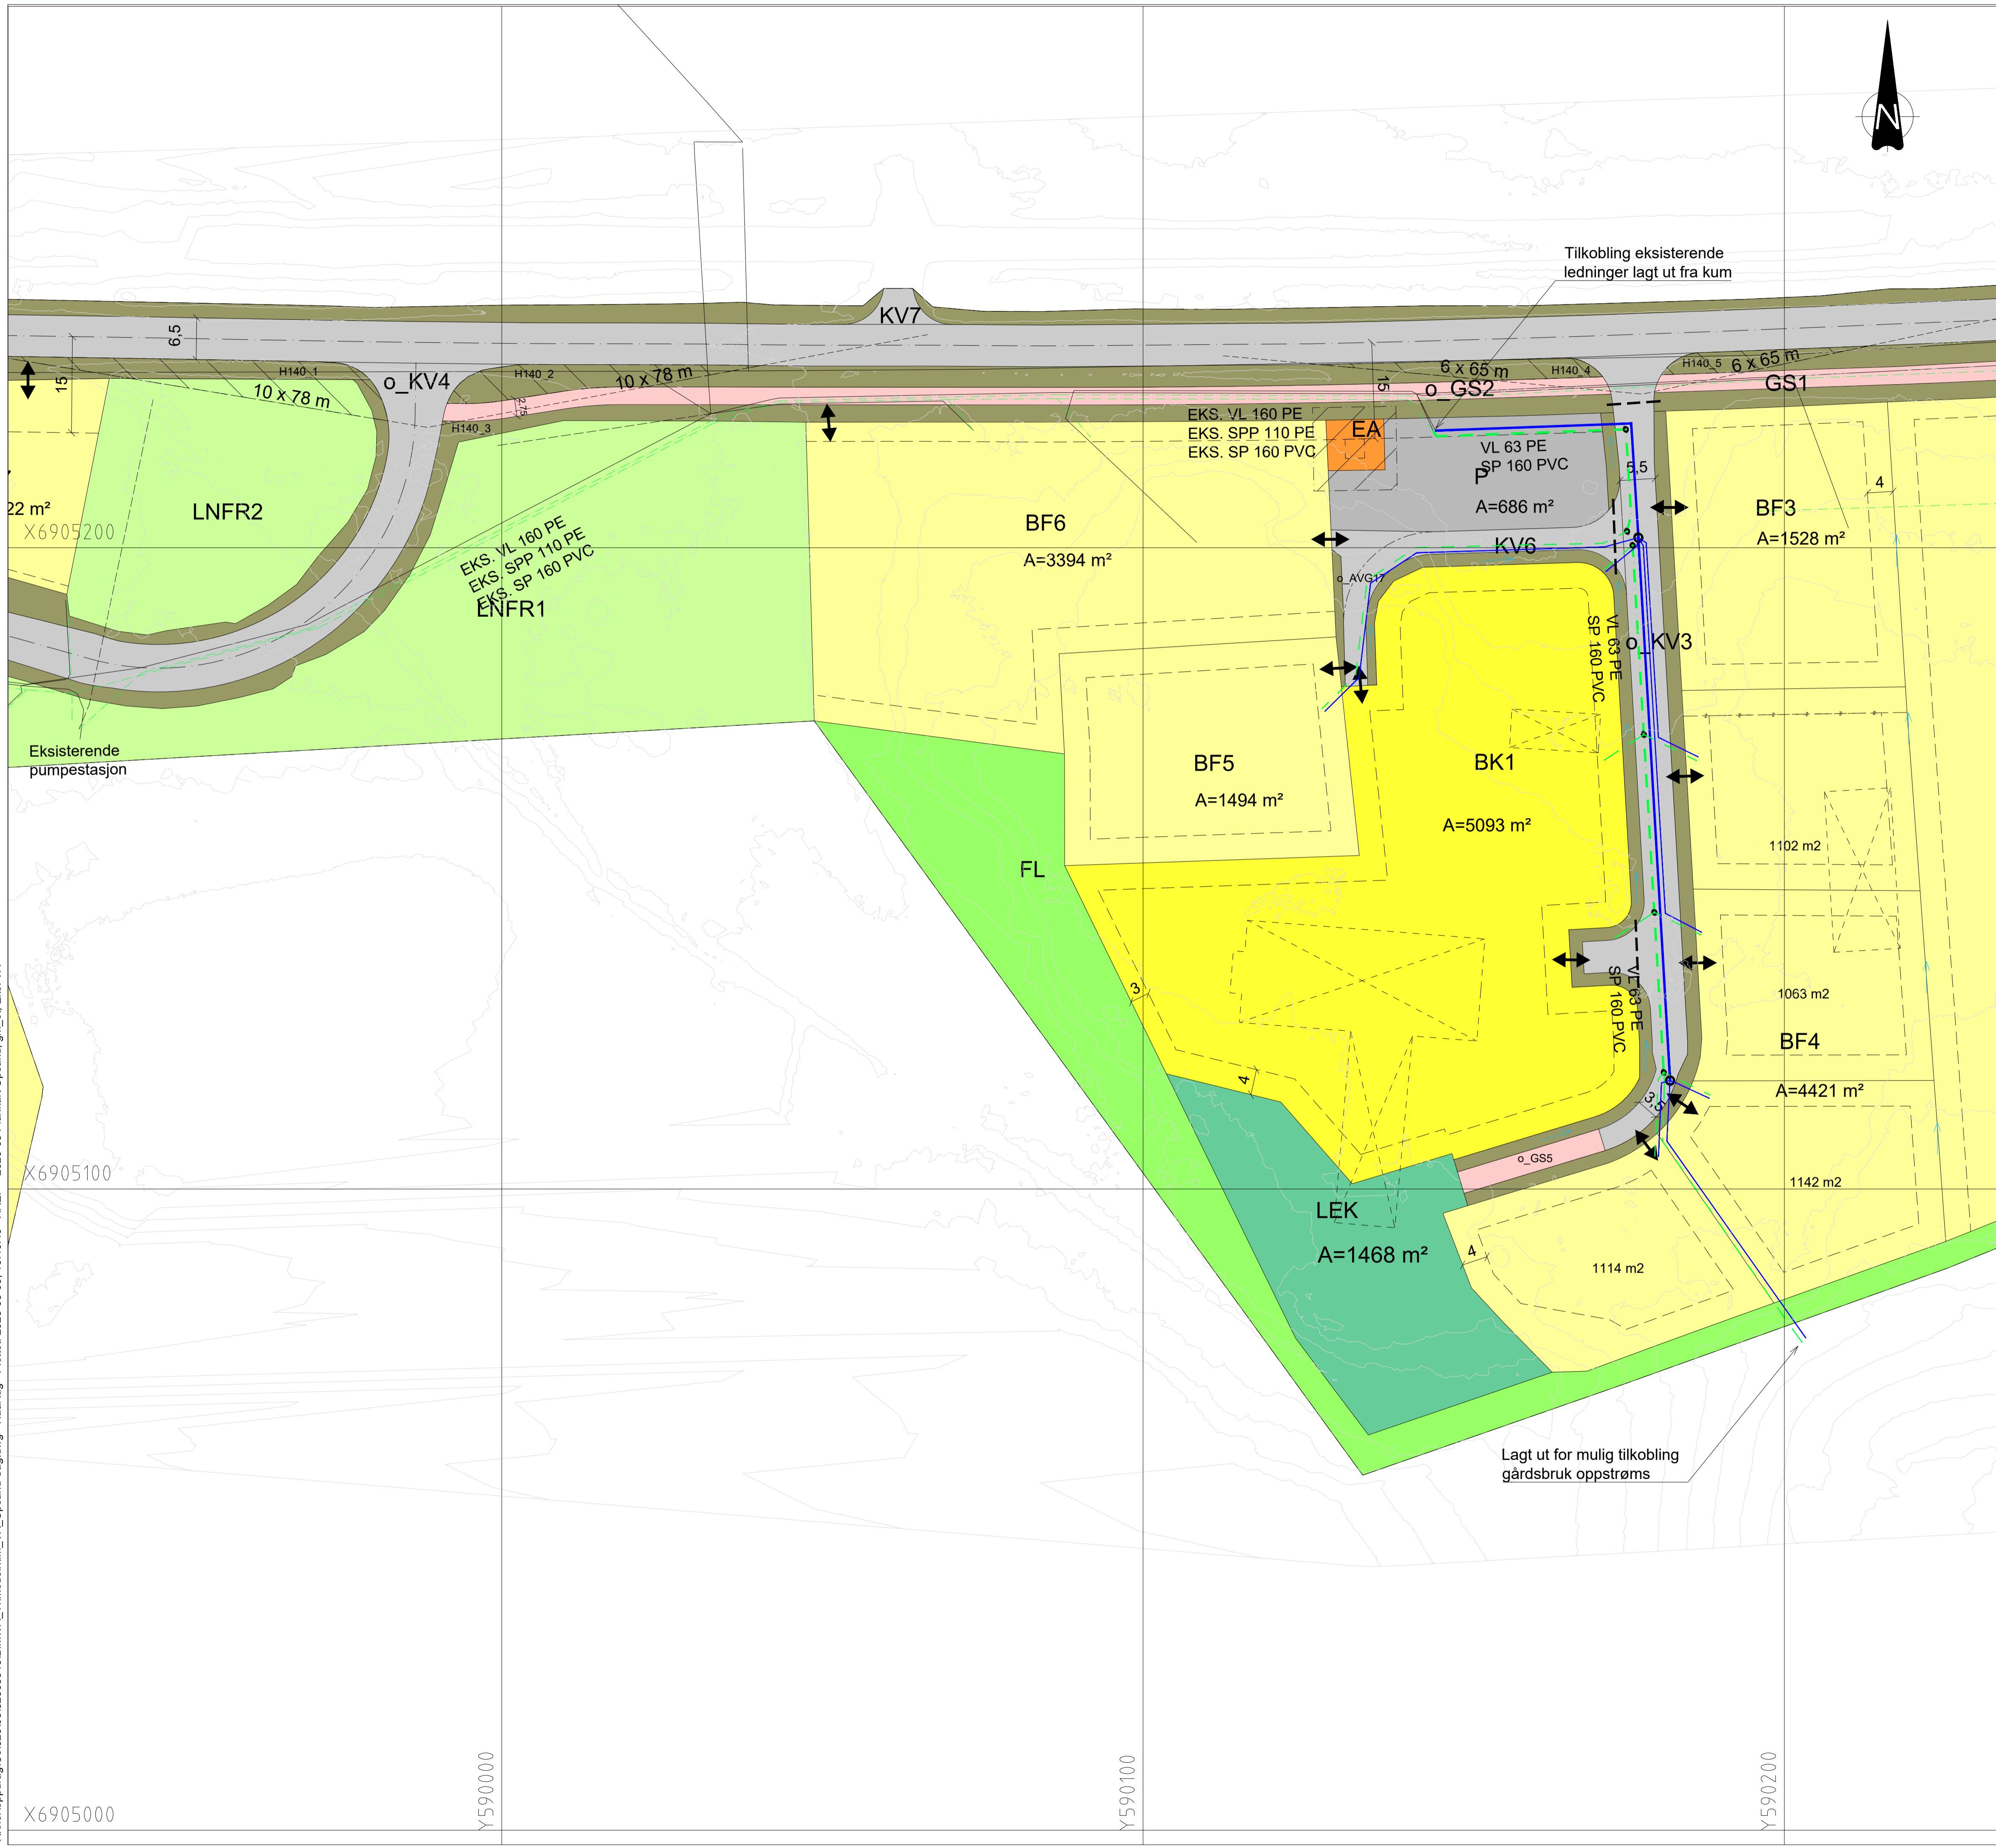 N
Tilkobling eksisterende
ledninger lagt ut fra kum
KV7
6,5
15
H140_1
10 x 78 m
o_KV4
H140_2
2,75
H140_3
10 x 78 m
15
6 x 65 m
H140_4
o_GS2
H140_5
6 x 65 m
GS1
EKS. VL 160 PE
EKS. SPP 110 PE
EKS. SP 160 PVC
EA
VL 63 PE
SP 160 PVC
P
A=686 m²
5,5
4
22 m²
LNFR2
X6905200
BF6
A=3394 m²
BF3
A=1528 m²
KV6
o_AVG17
EKS. VL 160 PE
EKS. SPP 110 PE
EKS. SP 160 PVC
LNFR1
VL 63 PE
SP 160 PVC
o_KV3
Eksisterende
pumpestasjon
BF5
A=1494 m²
BK1
A=5093 m²
1102 m2
FL
3
VL 63 PE
SP 160 PVC
1063 m2
BF4
A=4421 m²
4
3,5
o_GS5
X6905100
1142 m2
LEK
A=1468 m²
4
1114 m2
Lagt ut for mulig tilkobling
gårdsbruk oppstrøms
Y590000
Y590100
Y590200
X6905000